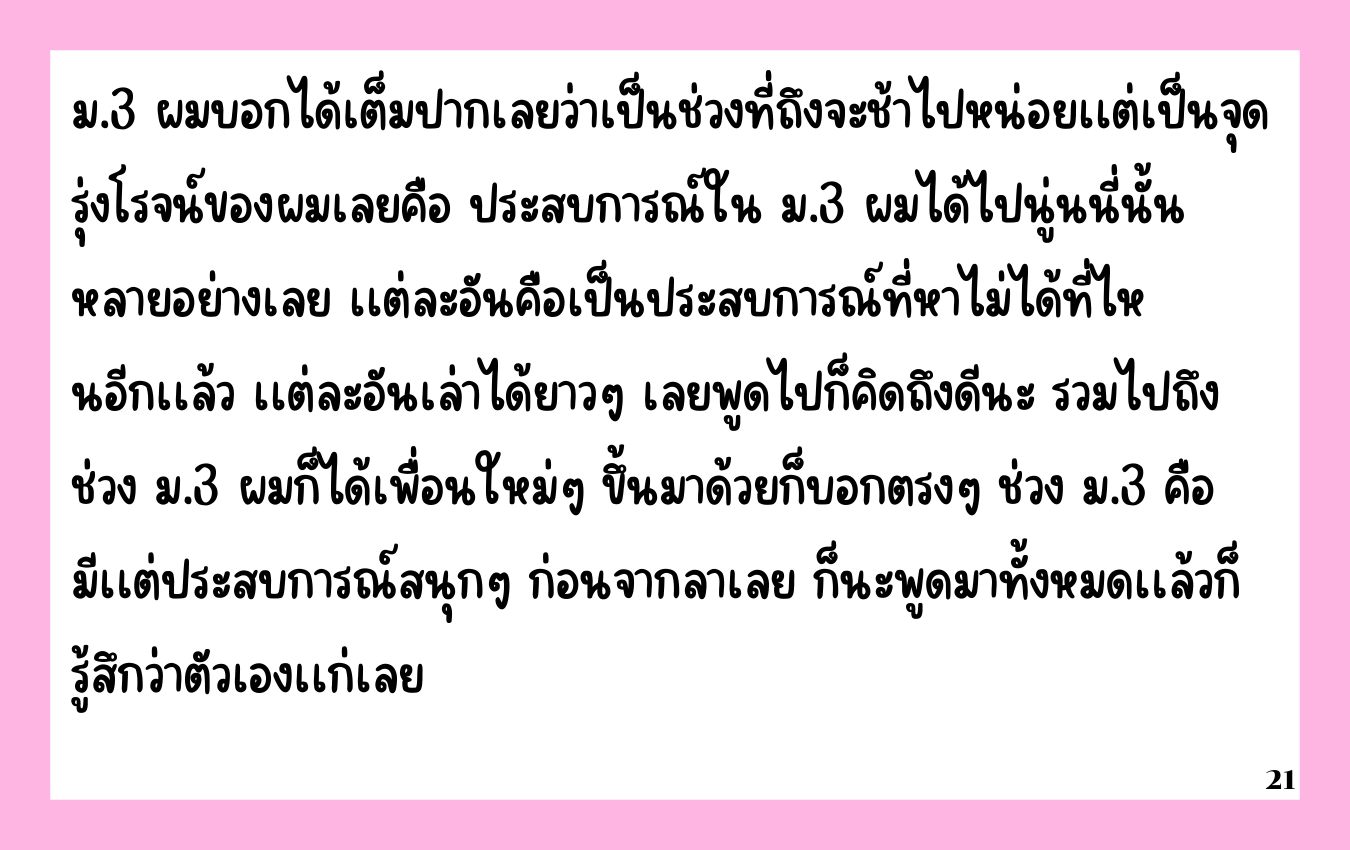 ม.3 ผมบอกได้เต็มปากเลยว่าเป็นช่วงที่ถึงจะช้าไปหน่อยแต่เป็นจุด
รุ่งโรจน์ของผมเลยคือ ประสบการณ์ใน ม.3 ผมได้ไปนู่นนี่นั้น
หลายอย่างเลย แต่ละอันคือเป็นประสบการณ์ที่หาไม่ได้ที่ไห
นอีกแล้ว แต่ละอันเล่าได้ยาวๆ เลยพูดไปก็คิดถึงดีนะ รวมไปถึง
ช่วง ม.3 ผมก็ได้เพื่อนใหม่ๆ ขึ้นมาด้วยก็บอกตรงๆ ช่วง ม.3 คือ
มีแต่ประสบการณ์สนุกๆ ก่อนจากลาเลย ก็นะพูดมาทั้งหมดแล้วก็
รู้สึกว่าตัวเองแก่เลย
21